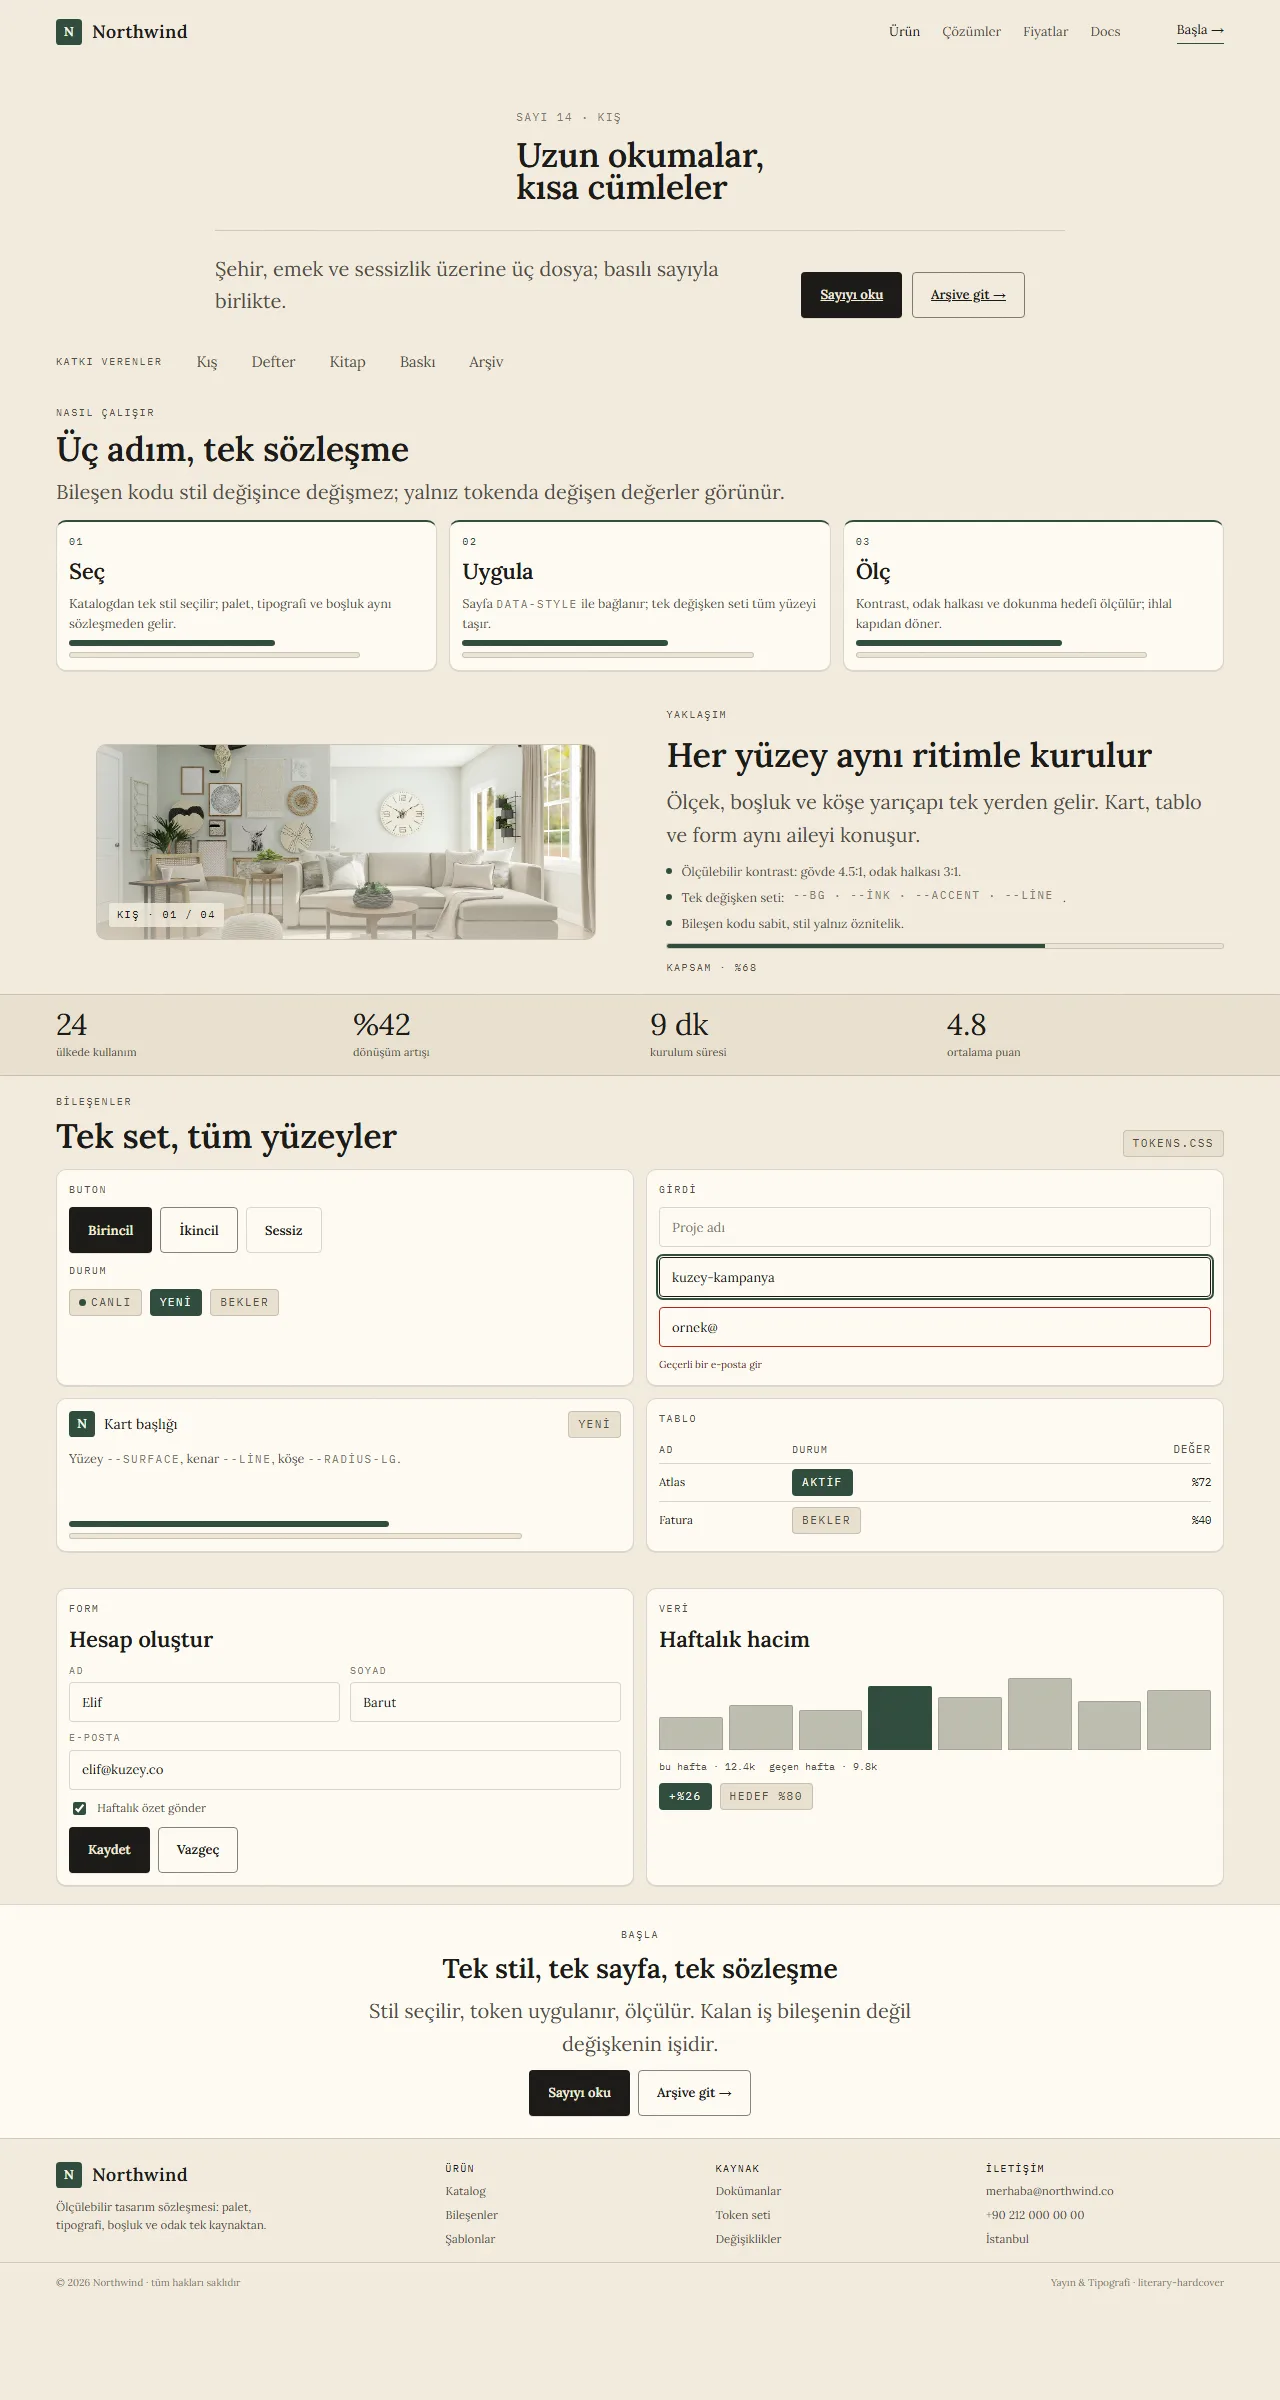 N Northwind
Ürün Çözümler Fiyatlar Docs Başla →
SAYI 14 · KIŞ
Uzun okumalar,
kısa cümleler
Şehir, emek ve sessizlik üzerine üç dosya; basılı sayıyla
birlikte.
Sayıyı oku Arşive git →
KATKI VERENLER Kış Defter Kitap Baskı Arşiv
NASIL ÇALIŞIR
Üç adım, tek sözleşme
Bileşen kodu stil değişince değişmez; yalnız tokenda değişen değerler görünür.
01
Seç
Katalogdan tek stil seçilir; palet, tipografi ve boşluk aynı
sözleşmeden gelir.
02
Uygula
Sayfa DATA-STYLE ile bağlanır; tek değişken seti tüm yüzeyi
taşır.
03
Ölç
Kontrast, odak halkası ve dokunma hedefi ölçülür; ihlal
kapıdan döner.
KIŞ · 01 / 04
YAKLAŞIM
Her yüzey aynı ritimle kurulur
Ölçek, boşluk ve köşe yarıçapı tek yerden gelir. Kart, tablo
ve form aynı aileyi konuşur.
Ölçülebilir kontrast: gövde 4.5:1, odak halkası 3:1.
Tek değişken seti: --BG · --İNK · --ACCENT · --LİNE .
Bileşen kodu sabit, stil yalnız öznitelik.
KAPSAM · %68
24
ülkede kullanım
%42
dönüşüm artışı
9 dk
kurulum süresi
4.8
ortalama puan
BİLEŞENLER
Tek set, tüm yüzeyler
TOKENS.CSS
BUTON
Birincil İkincil Sessiz
DURUM
CANLI YENİ BEKLER
GİRDİ
Proje adı
kuzey-kampanya
ornek@
Geçerli bir e-posta gir
N Kart başlığı YENİ
Yüzey --SURFACE, kenar --LİNE, köşe --RADİUS-LG.
TABLO
AD DURUM DEĞER
Atlas AKTİF %72
Fatura BEKLER %40
FORM
Hesap oluştur
AD SOYAD
Elif Barut
E-POSTA
elif@kuzey.co
Haftalık özet gönder
Kaydet Vazgeç
VERİ
Haftalık hacim
bu hafta · 12.4k geçen hafta · 9.8k
+%26 HEDEF %80
BAŞLA
Tek stil, tek sayfa, tek sözleşme
Stil seçilir, token uygulanır, ölçülür. Kalan iş bileşenin değil
değişkenin işidir.
Sayıyı oku Arşive git →
N Northwind
Ölçülebilir tasarım sözleşmesi: palet,
tipografi, boşluk ve odak tek kaynaktan.
ÜRÜN
Katalog
Bileşenler
Şablonlar
KAYNAK
Dokümanlar
Token seti
Değişiklikler
İLETİŞİM
merhaba@northwind.co
+90 212 000 00 00
İstanbul
© 2026 Northwind · tüm hakları saklıdır
Yayın & Tipografi · literary-hardcover